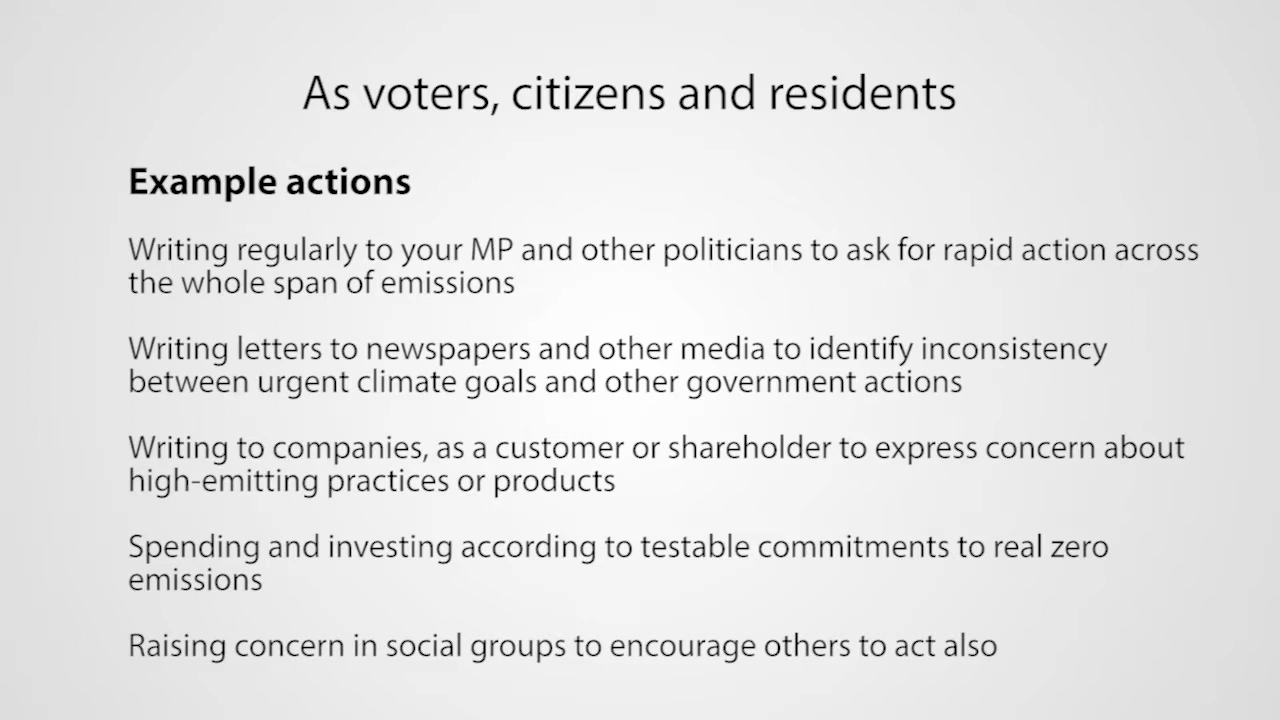 As voters, citizens and residents
Example actions
Writing regularly to your MP and other politicians to ask for rapid action across
the whole span of emissions
Writing letters to newspapers and other media to identify inconsistency
between urgent climate goals and other government actions
Writing to companies, as a customer or shareholder to express concern about
high-emitting practices or products
Spending and investing according to testable commitments to real zero
emissions
Raising concern in social groups to encourage others to act also